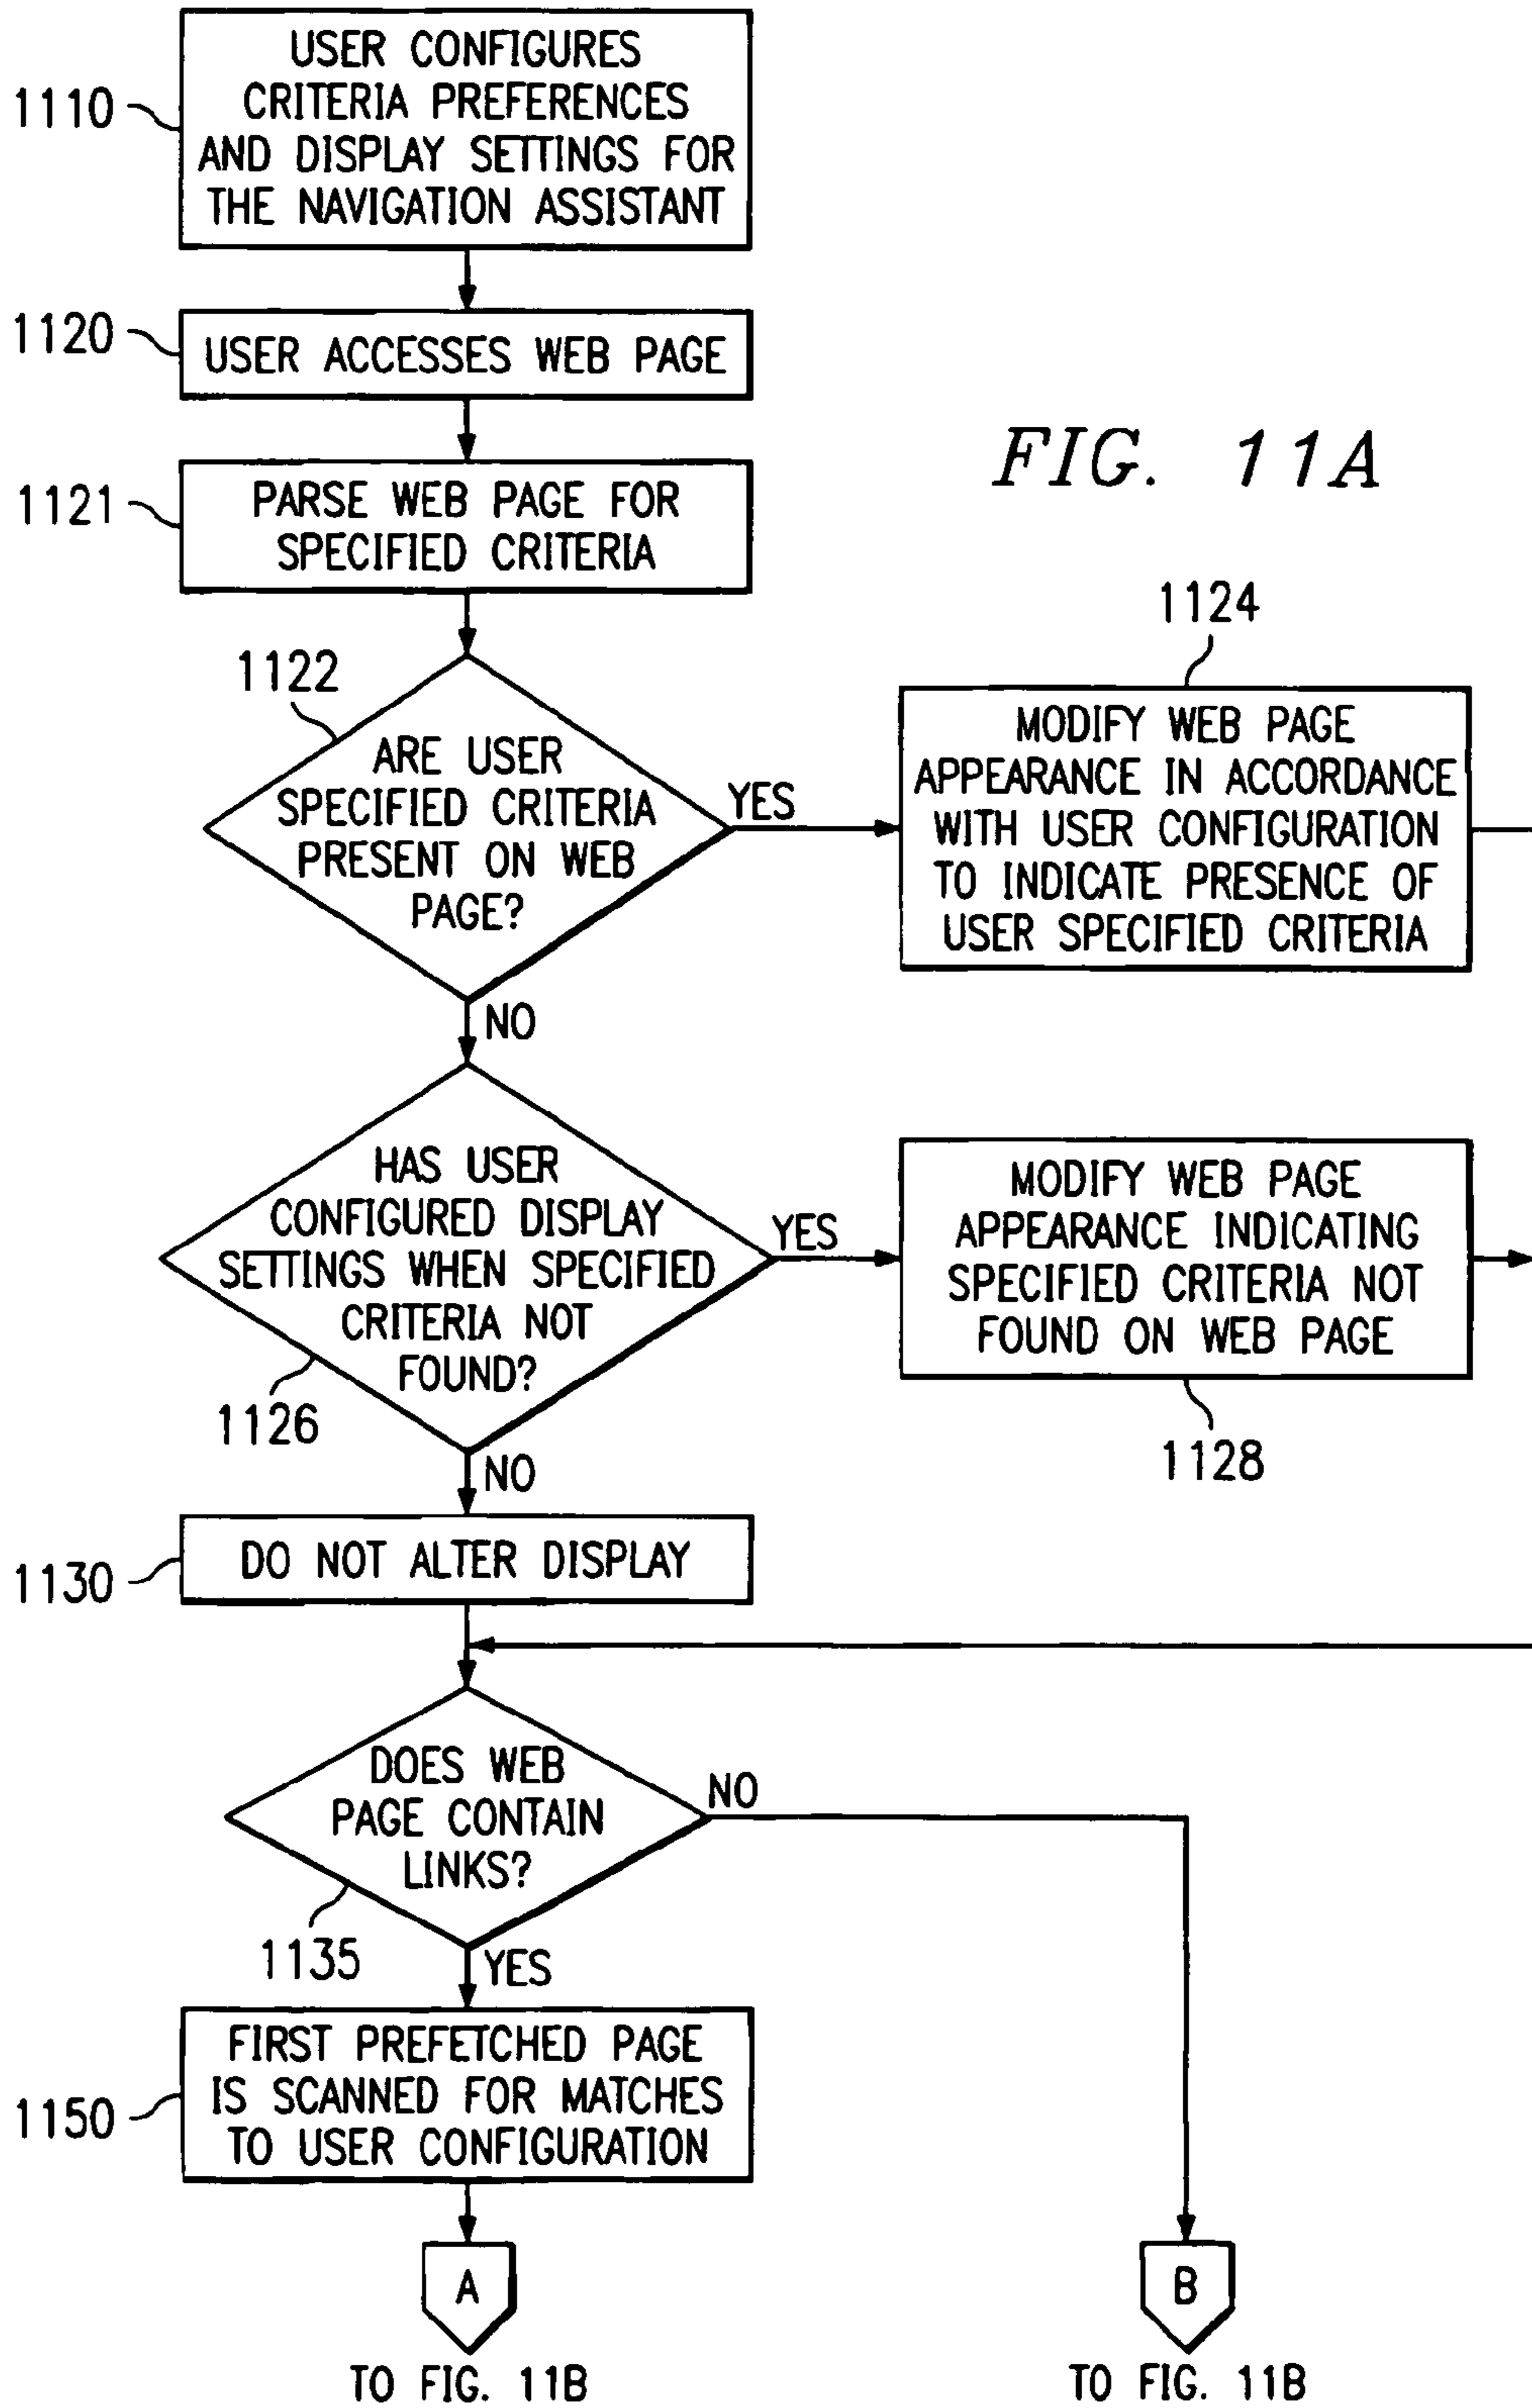 1110
USER CONFIGURES
CRITERIA PREFERENCES
AND DISPLAY SETTINGS FOR
THE NAVIGATION ASSISTANT
1120
USER ACCESSES WEB PAGE
FIG. 11A
1121
PARSE WEB PAGE FOR
SPECIFIED CRITERIA
1122
ARE USER
SPECIFIED CRITERIA
PRESENT ON WEB
PAGE?
YES
1124
MODIFY WEB PAGE
APPEARANCE IN ACCORDANCE
WITH USER CONFIGURATION
TO INDICATE PRESENCE OF
USER SPECIFIED CRITERIA
NO
HAS USER
CONFIGURED DISPLAY
SETTINGS WHEN SPECIFIED
CRITERIA NOT
FOUND?
1126
YES
MODIFY WEB PAGE
APPEARANCE INDICATING
SPECIFIED CRITERIA NOT
FOUND ON WEB PAGE
1128
NO
1130
DO NOT ALTER DISPLAY
DOES WEB
PAGE CONTAIN
LINKS?
1135
NO
YES
1150
FIRST PREFETCHED PAGE
IS SCANNED FOR MATCHES
TO USER CONFIGURATION
A
TO FIG. 11B
B
TO FIG. 11B